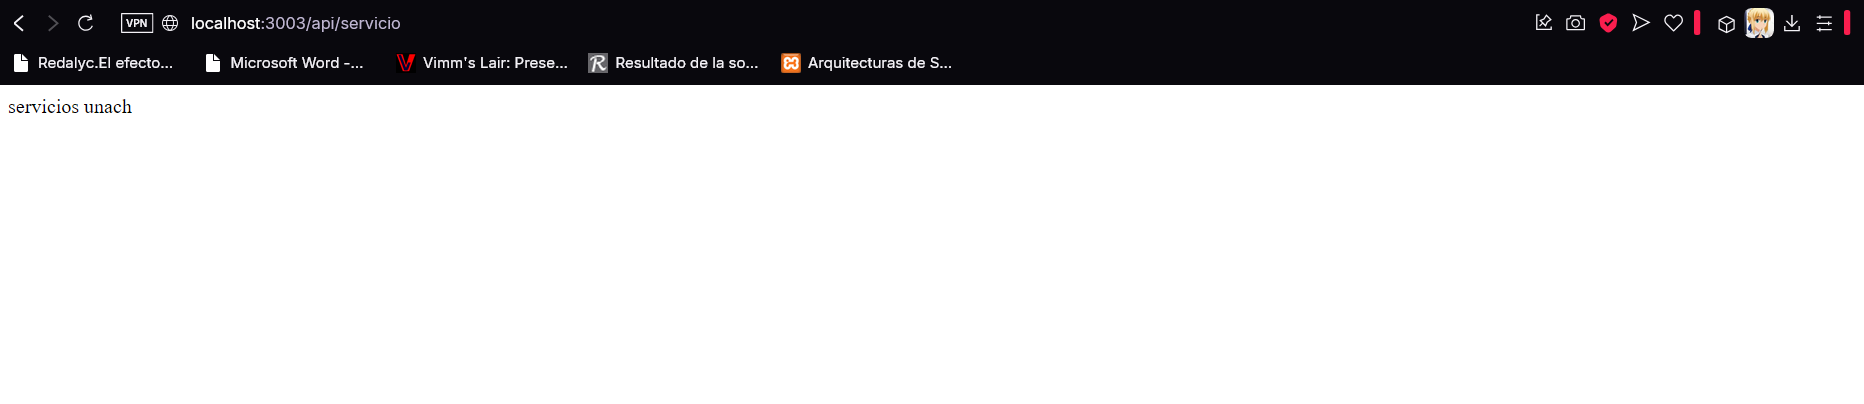 VPN localhost:3003/api/servicio
Redalyc.El efecto... Microsoft Word -... Vimm's Lair: Prese... Resultado de la so... Arquitecturas de S...
servicios unach